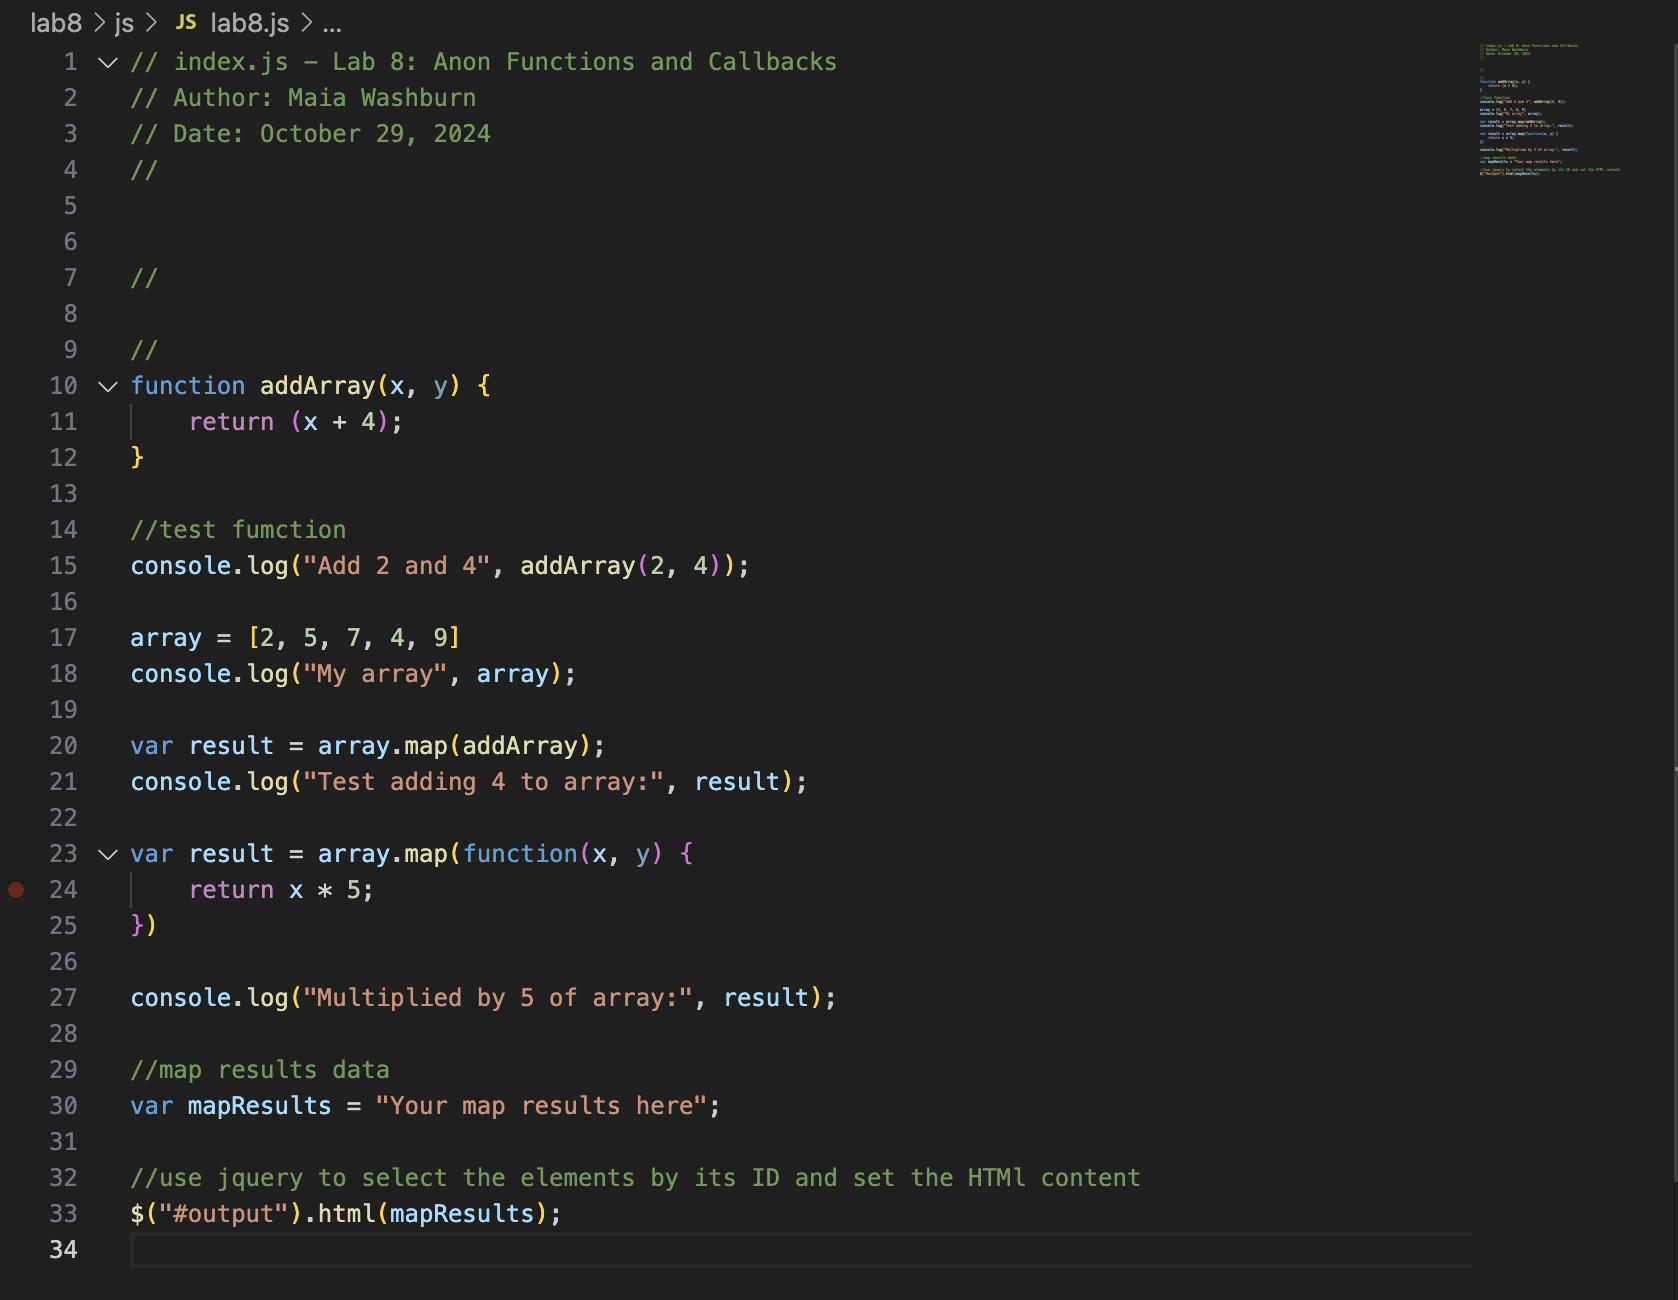 lab8 > js > JS lab8.js > ...
1 // index.js – Lab 8: Anon Functions and Callbacks
2 // Author: Maia Washburn
3 // Date: October 29, 2024
4 //
5
6
7 //
8
9 //
10 function addArray(x, y) {
11     return (x + 4);
12 }
13
14 //test fumction
15 console.log("Add 2 and 4", addArray(2, 4));
16
17 array = [2, 5, 7, 4, 9]
18 console.log("My array", array);
19
20 var result = array.map(addArray);
21 console.log("Test adding 4 to array:", result);
22
23 var result = array.map(function(x, y) {
24     return x * 5;
25 })
26
27 console.log("Multiplied by 5 of array:", result);
28
29 //map results data
30 var mapResults = "Your map results here";
31
32 //use jquery to select the elements by its ID and set the HTMl content
33 $("#output").html(mapResults);
34